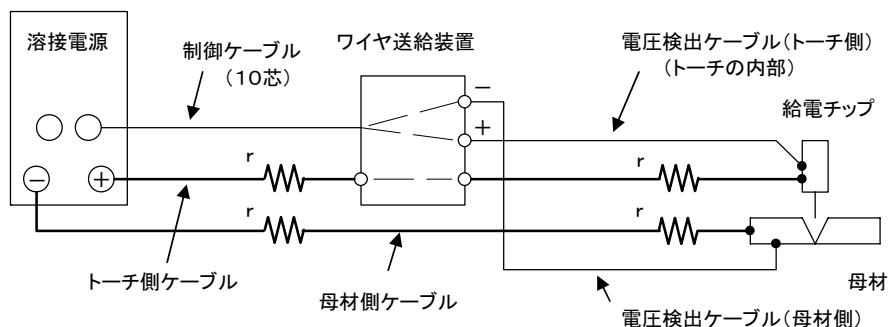 溶接電源
制御ケーブル
（１０芯）
ワイヤ送給装置
電圧検出ケーブル（トーチ側）
（トーチの内部）
給電チップ
−
+
r
r
− +
r
r
トーチ側ケーブル
母材側ケーブル
母材
電圧検出ケーブル（母材側）